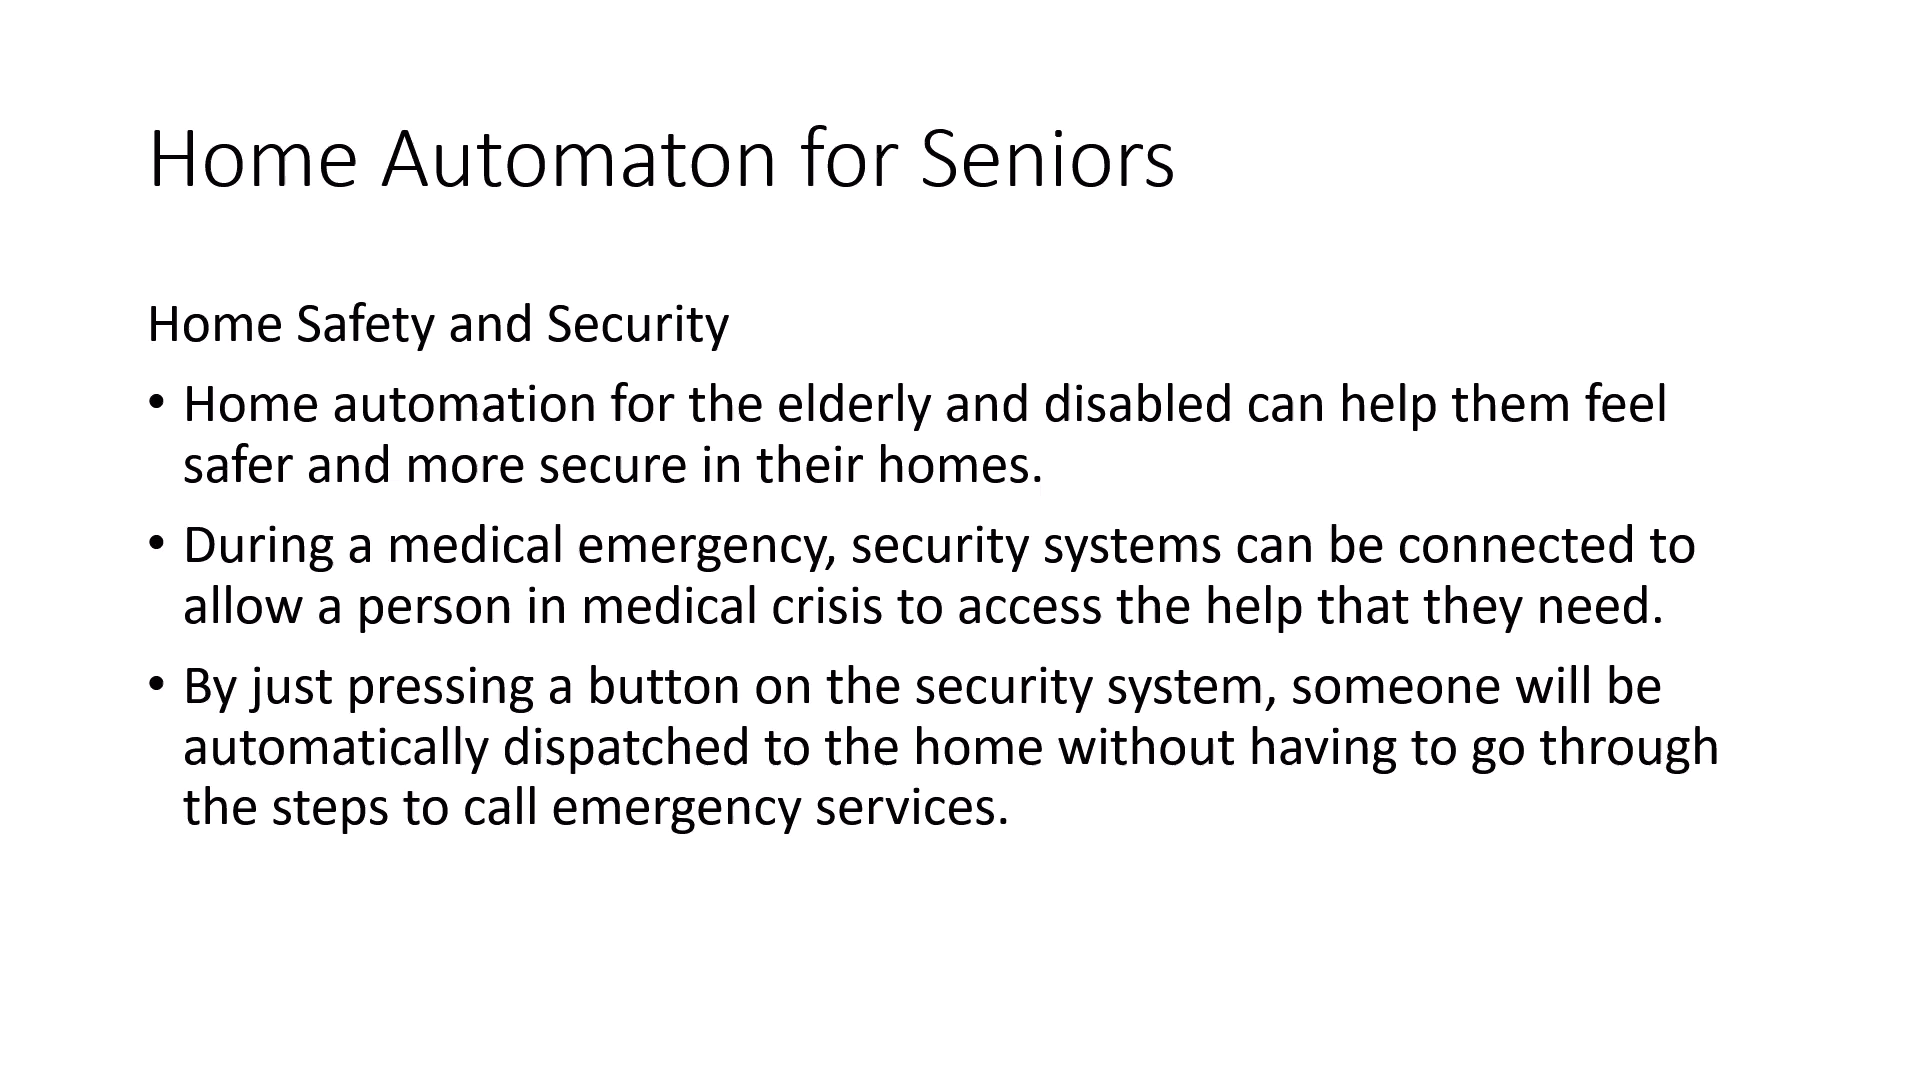 Home Automaton for Seniors
Home Safety and Security
• Home automation for the elderly and disabled can help them feel
safer and more secure in their homes.
• During a medical emergency, security systems can be connected to
allow a person in medical crisis to access the help that they need.
• By just pressing a button on the security system, someone will be
automatically dispatched to the home without having to go through
the steps to call emergency services.